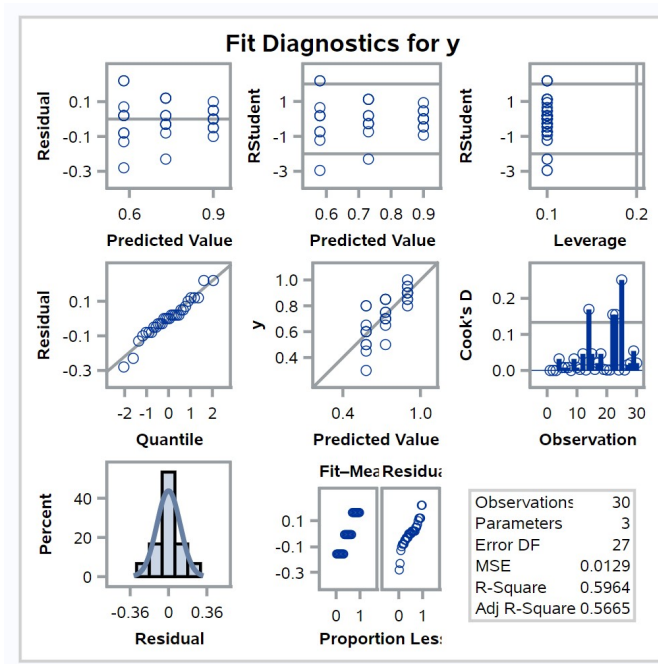 Fit Diagnostics for y
Residual
0.1
-0.1
-0.3
0.6 0.9
Predicted Value
RStudent
1
-1
-3
0.6 0.7 0.8 0.9
Predicted Value
RStudent
1
-1
-3
0.1 0.2
Leverage
Residual
0.1
-0.1
-0.3
-2 -1 0 1 2
Quantile
y
1.0
0.8
0.6
0.4
0.4 1.0
Predicted Value
Cook's D
0.2
0.1
0.0
0 10 20 30
Observation
Percent
40
20
0
-0.36 0 0.36
Residual
Fit–Mea Residua
0.1
-0.1
-0.3
0 1 0 1
Proportion Less
Observations 30
Parameters 3
Error DF 27
MSE 0.0129
R-Square 0.5964
Adj R-Square 0.5665